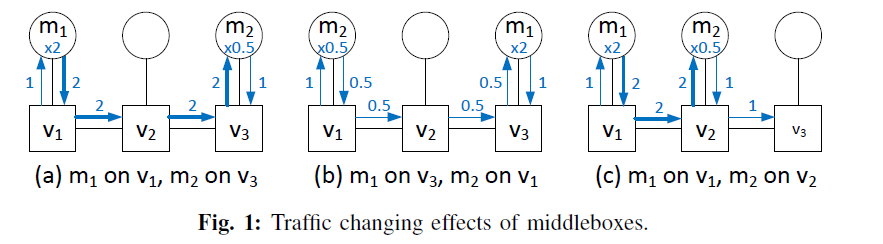 m1 m2 m2 m1 m1 m2
x2 x0.5 x0.5 x2 x2 x0.5
1 2 2 1 1 0.5 0.5 1 1 2 2 1
2 2 0.5 0.5 2 1
v1 v2 v3 v1 v2 v3 v1 v2 v3
(a) m1 on v1, m2 on v3 (b) m1 on v3, m2 on v1 (c) m1 on v1, m2 on v2
Fig. 1: Traffic changing effects of middleboxes.